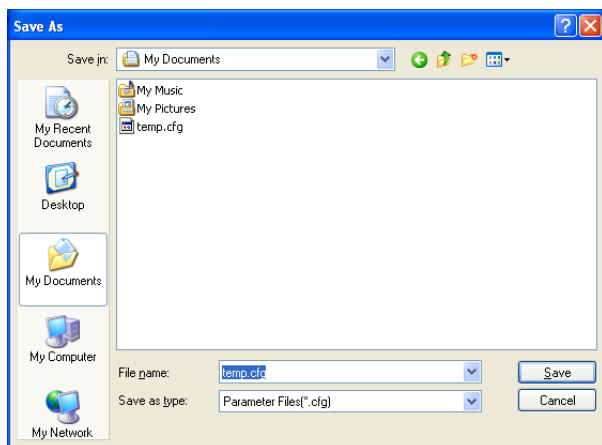 Save As
Save in: My Documents
My Recent Documents
Desktop
My Documents
My Computer
My Network
My Music
My Pictures
temp.cfg
File name: temp.cfg Save
Save as type: Parameter Files(*.cfg) Cancel